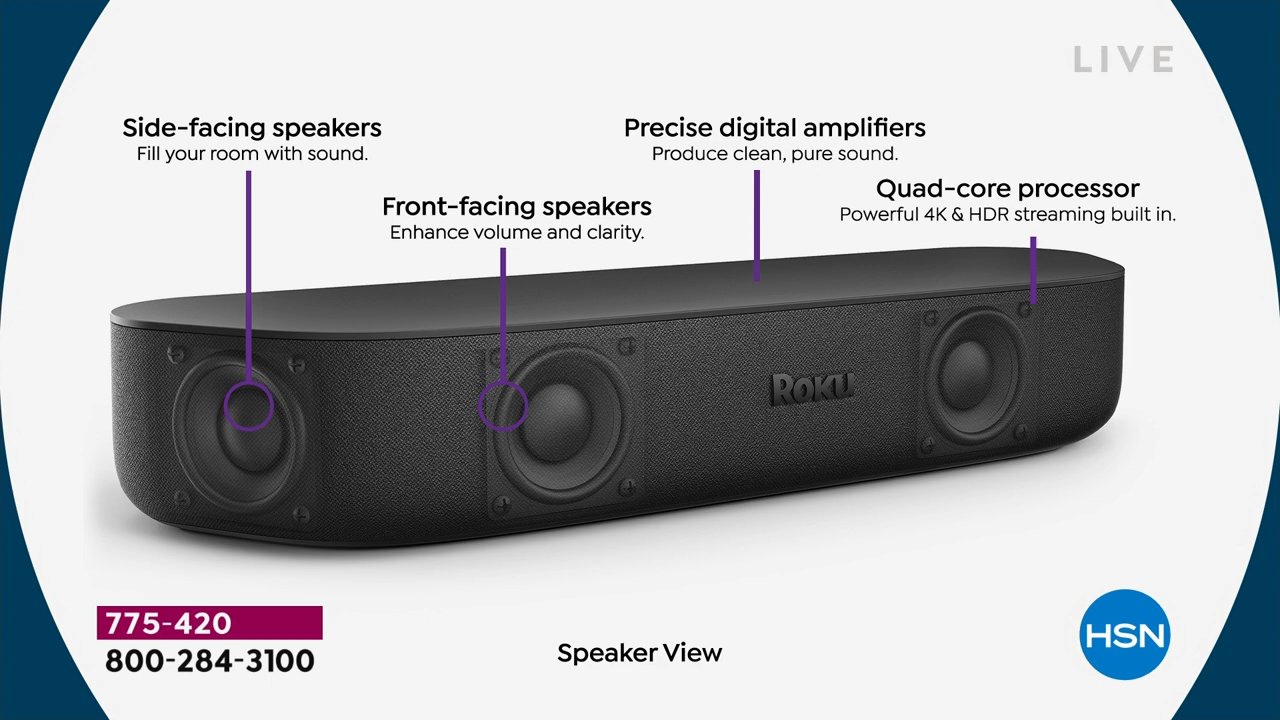 LIVE
Side-facing speakers
Fill your room with sound.
Precise digital amplifiers
Produce clean, pure sound.
Quad-core processor
Powerful 4K & HDR streaming built in.
Front-facing speakers
Enhance volume and clarity.
ROKU
775-420
800-284-3100
Speaker View
HSN